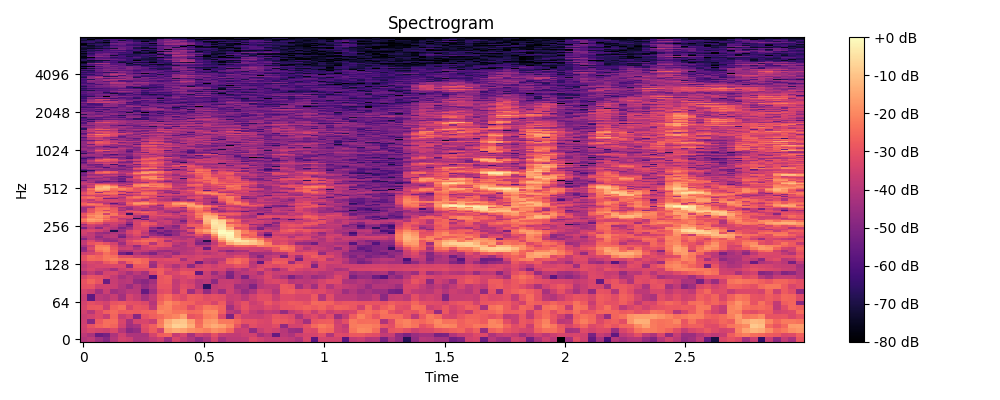 Spectrogram
Hz
4096
2048
1024
512
256
128
64
0
0
0.5
1
1.5
2
2.5
Time
+0 dB
-10 dB
-20 dB
-30 dB
-40 dB
-50 dB
-60 dB
-70 dB
-80 dB